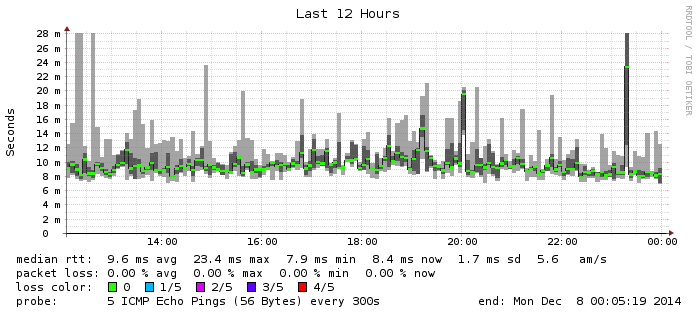 Last 12 Hours
RRDTOOL / TOBI OETIKER
Seconds
28 m
26 m
24 m
22 m
20 m
18 m
16 m
14 m
12 m
10 m
8 m
6 m
4 m
2 m
0
14:00 16:00 18:00 20:00 22:00 00:00
median rtt: 9.6 ms avg 23.4 ms max 7.9 ms min 8.4 ms now 1.7 ms sd 5.6 am/s
packet loss: 0.00 % avg 0.00 % max 0.00 % min 0.00 % now
loss color: 0 1/5 2/5 3/5 4/5
probe: 5 ICMP Echo Pings (56 Bytes) every 300s end: Mon Dec 8 00:05:19 2014